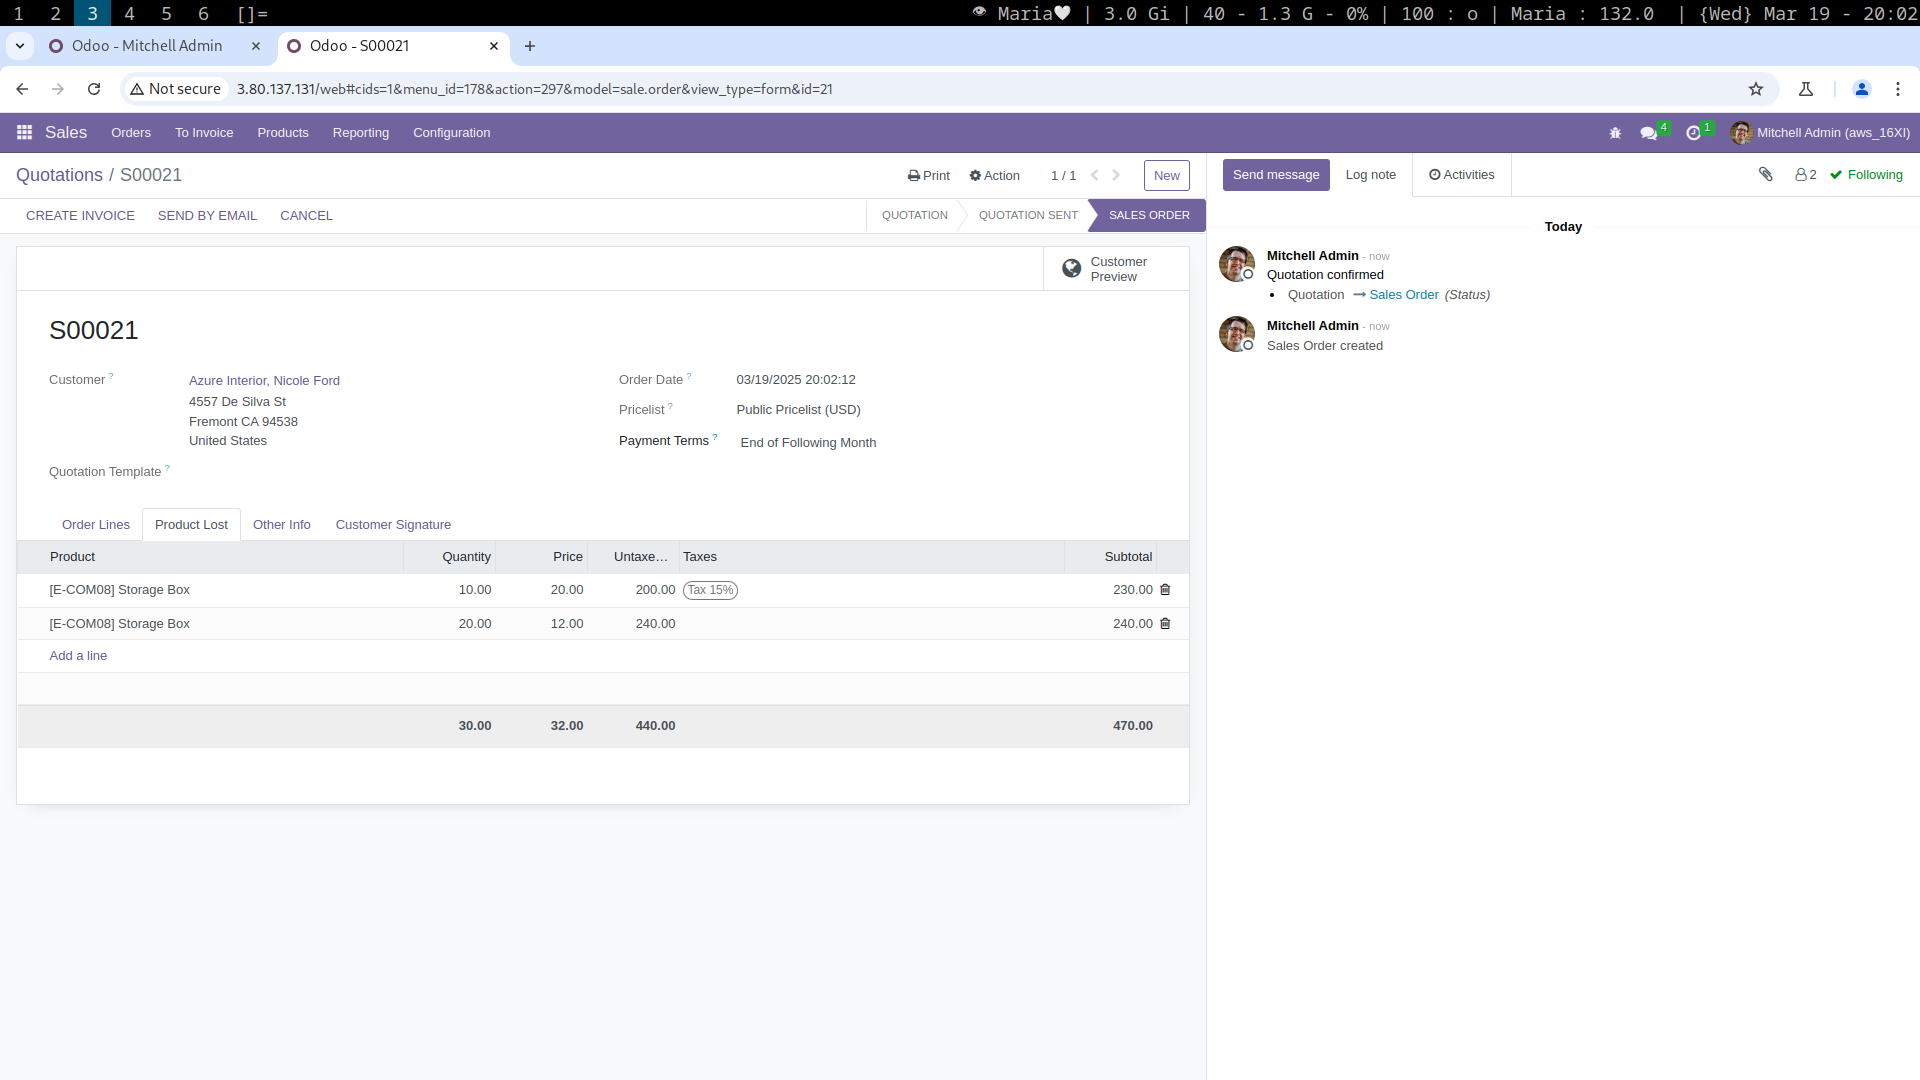 1 2 3 4 5 6 []= Maria | 3.0 Gi | 40 - 1.3 G - 0% | 100 : o | Maria : 132.0 | {Wed} Mar 19 - 20:02
Odoo - Mitchell Admin
Odoo - S00021
Not secure 3.80.137.131/web#cids=1&menu_id=178&action=297&model=sale.order&view_type=form&id=21
Sales Orders To Invoice Products Reporting Configuration 4 1 Mitchell Admin (aws_16XI)
Quotations / S00021 Print Action 1 / 1 New
Send message Log note Activities 2 Following
CREATE INVOICE SEND BY EMAIL CANCEL QUOTATION QUOTATION SENT SALES ORDER
Customer
Preview
S00021
Customer ? Azure Interior, Nicole Ford
4557 De Silva St
Fremont CA 94538
United States
Quotation Template ?
Order Date ? 03/19/2025 20:02:12
Pricelist ? Public Pricelist (USD)
Payment Terms ? End of Following Month
Order Lines Product Lost Other Info Customer Signature
Product Quantity Price Untaxe… Taxes Subtotal
[E-COM08] Storage Box 10.00 20.00 200.00 Tax 15% 230.00
[E-COM08] Storage Box 20.00 12.00 240.00 240.00
Add a line
30.00 32.00 440.00 470.00
Today
Mitchell Admin - now
Quotation confirmed
Quotation Sales Order (Status)
Mitchell Admin - now
Sales Order created